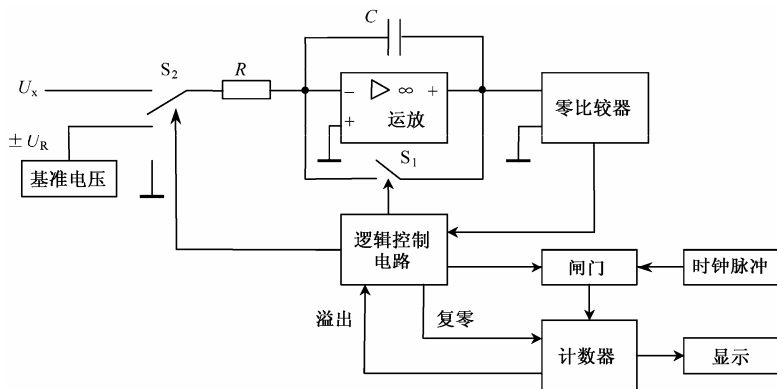 C
S₂
R
Uₓ
− ▷ ∞ +
+
运放
零比较器
± U_R
基准电压
S₁
逻辑控制
电路
闸门
时钟脉冲
溢出
复零
计数器
显示